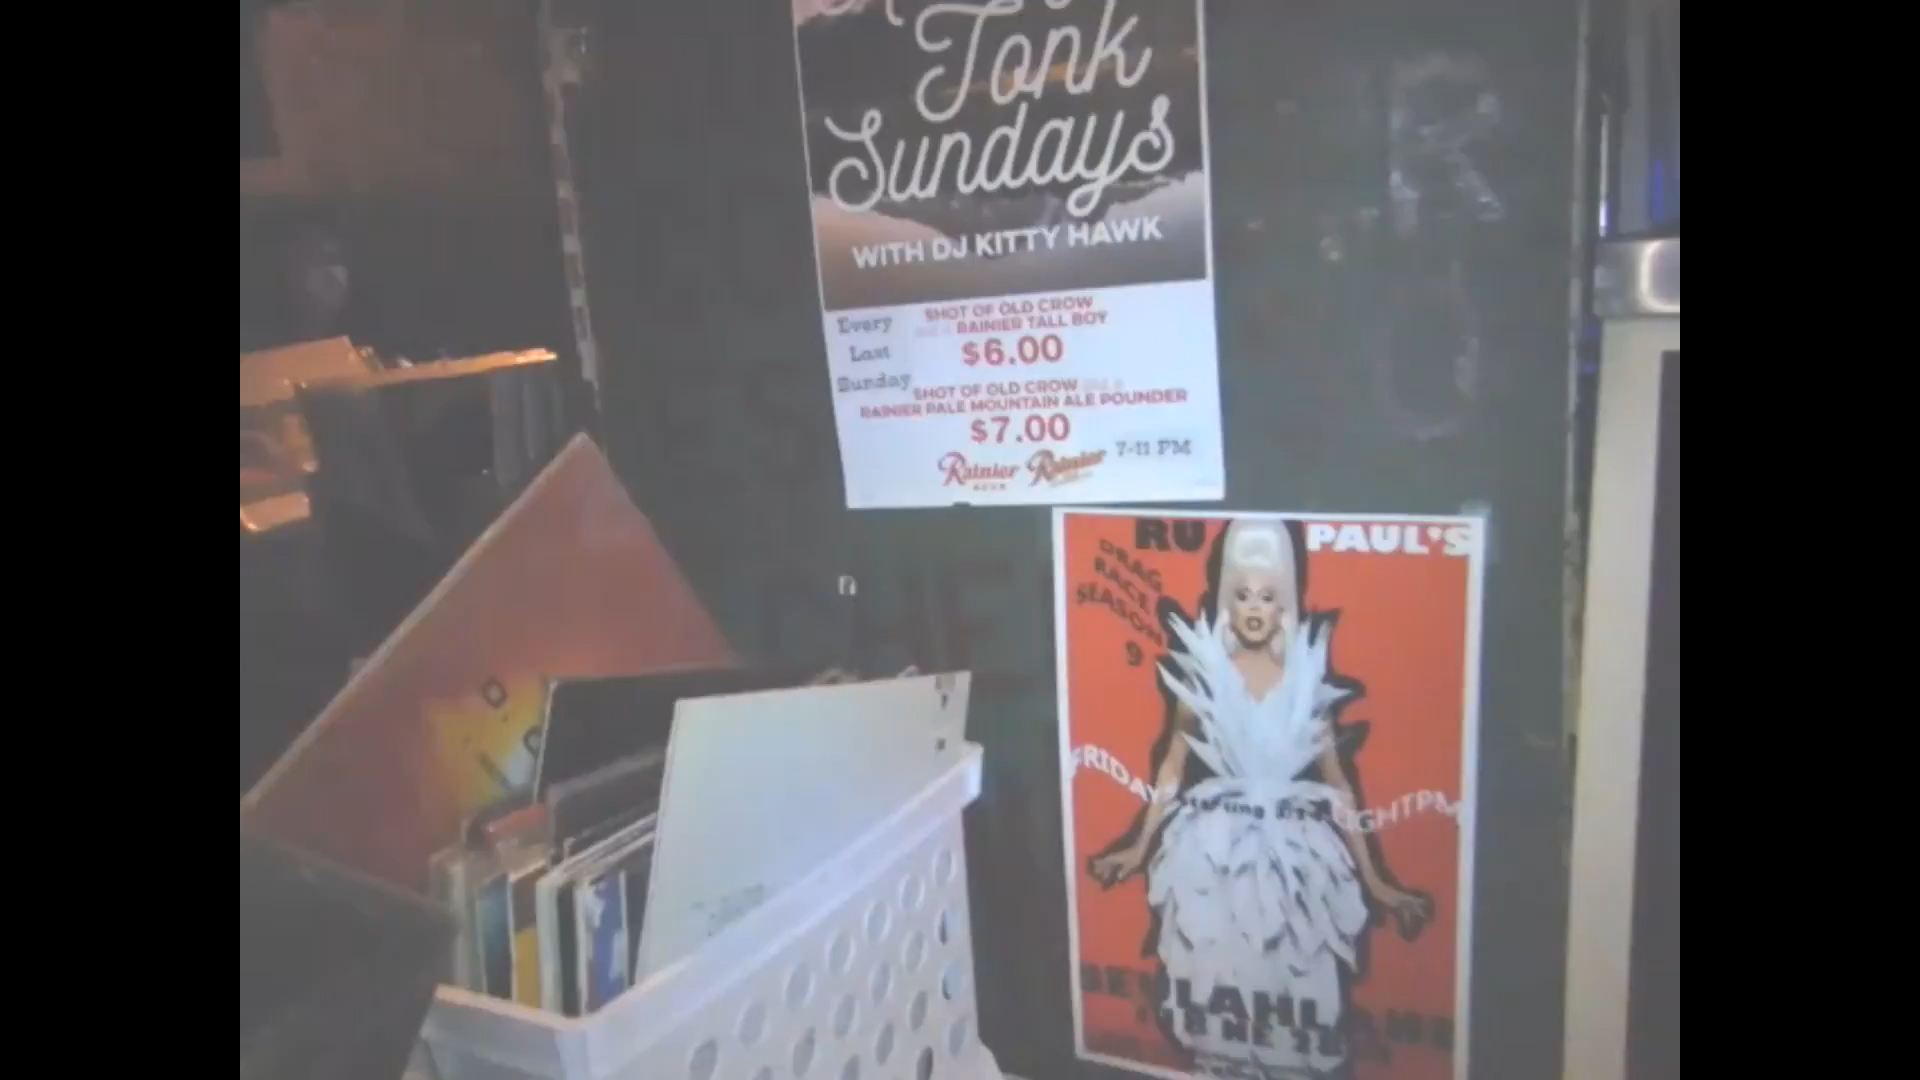 Tonk
Sundays
WITH DJ KITTY HAWK
Every
Last
Sunday
SHOT OF OLD CROW
RAINIER TALL BOY
$6.00
SHOT OF OLD CROW
RAINIER PALE MOUNTAIN ALE POUNDER
$7.00
Rainier
BEER
Rainier
7-11 PM
RU PAUL'S
DRAG
RACE
SEASON
9
FRIDAYS
EIGHTPM